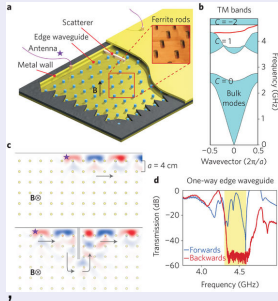 a
Scatterer
Ferrite rods
Edge waveguide
Antenna
Metal wall
B
b
TM bands
C = −2
C = 1
C = 0
Bulk
modes
4
3
2
1
0
Frequency (GHz)
−0.5 0 0.5
Wavevector (2π/a)
c
a = 4 cm
B
B
d
One-way edge waveguide
0
−20
−40
−60
Transmission (dB)
Forwards
Backwards
4.0 4.5
Frequency (GHz)